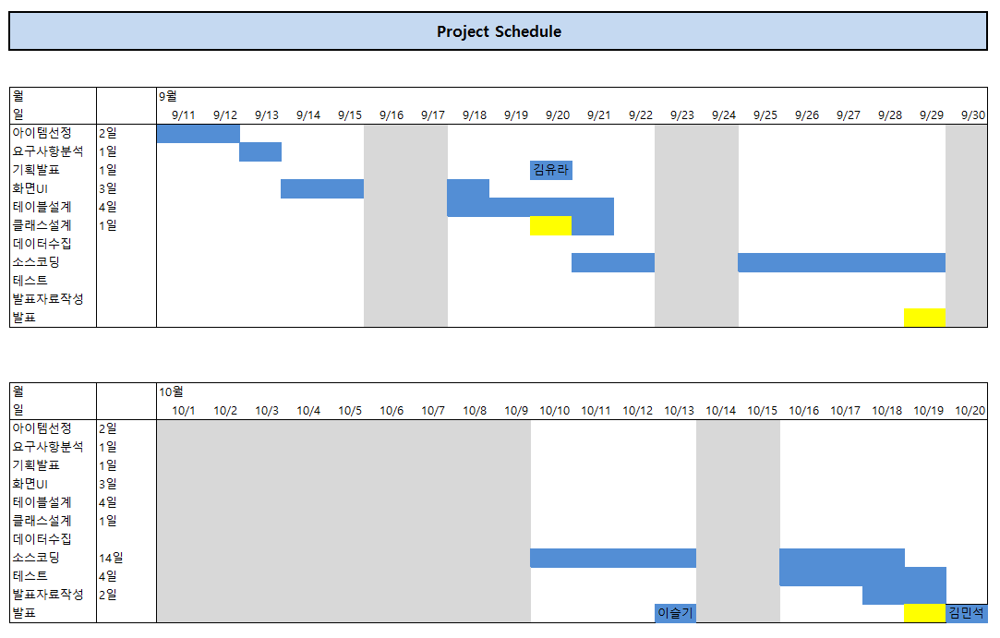 Project Schedule
월 9월
일 9/11 9/12 9/13 9/14 9/15 9/16 9/17 9/18 9/19 9/20 9/21 9/22 9/23 9/24 9/25 9/26 9/27 9/28 9/29 9/30
아이템선정 2일
요구사항분석 1일
기획발표 1일 김유라
화면UI 3일
테이블설계 4일
클래스설계 1일
데이터수집
소스코딩
테스트
발표자료작성
발표
월 10월
일 10/1 10/2 10/3 10/4 10/5 10/6 10/7 10/8 10/9 10/10 10/11 10/12 10/13 10/14 10/15 10/16 10/17 10/18 10/19 10/20
아이템선정 2일
요구사항분석 1일
기획발표 1일
화면UI 3일
테이블설계 4일
클래스설계 1일
데이터수집
소스코딩 14일
테스트 4일
발표자료작성 2일
발표 이슬기 김민석